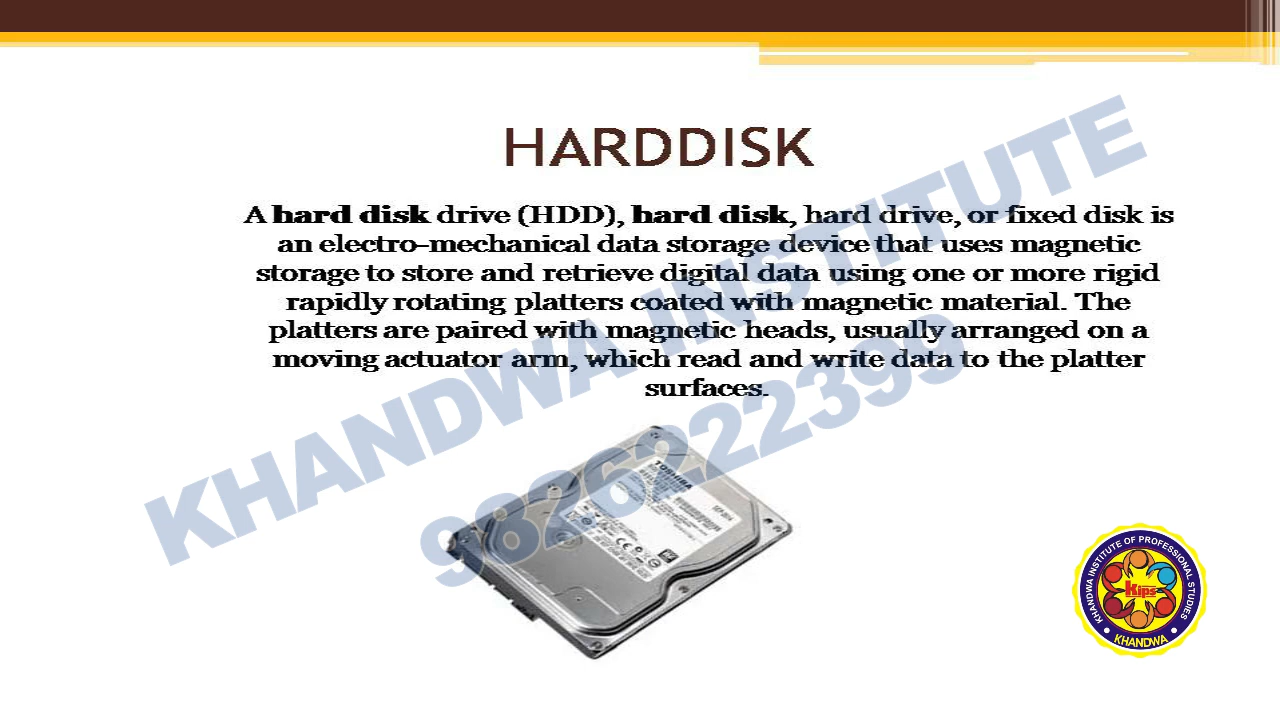 HARDDISK
A hard disk drive (HDD), hard disk, hard drive, or fixed disk is
an electro-mechanical data storage device that uses magnetic
storage to store and retrieve digital data using one or more rigid
rapidly rotating platters coated with magnetic material. The
platters are paired with magnetic heads, usually arranged on a
moving actuator arm, which read and write data to the platter
surfaces.
KHANDWA INSTITUTE
9826222399
TOSHIBA
KHANDWA INSTITUTE OF PROFESSIONAL STUDIES
kips
• KHANDWA •